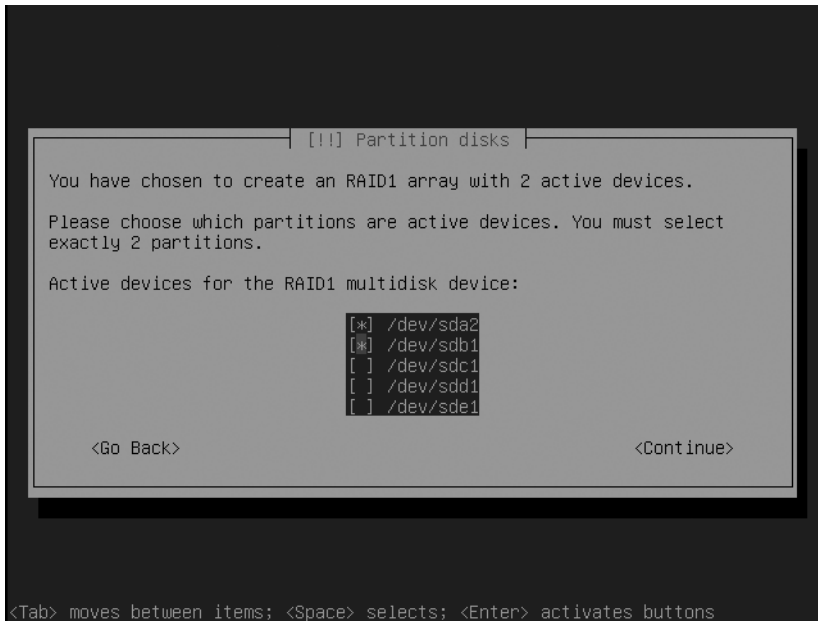 [!!] Partition disks
You have chosen to create an RAID1 array with 2 active devices.
Please choose which partitions are active devices. You must select
exactly 2 partitions.
Active devices for the RAID1 multidisk device:
[*] /dev/sda2
[*] /dev/sdb1
[ ] /dev/sdc1
[ ] /dev/sdd1
[ ] /dev/sde1
<Go Back> <Continue>
<Tab> moves between items; <Space> selects; <Enter> activates buttons